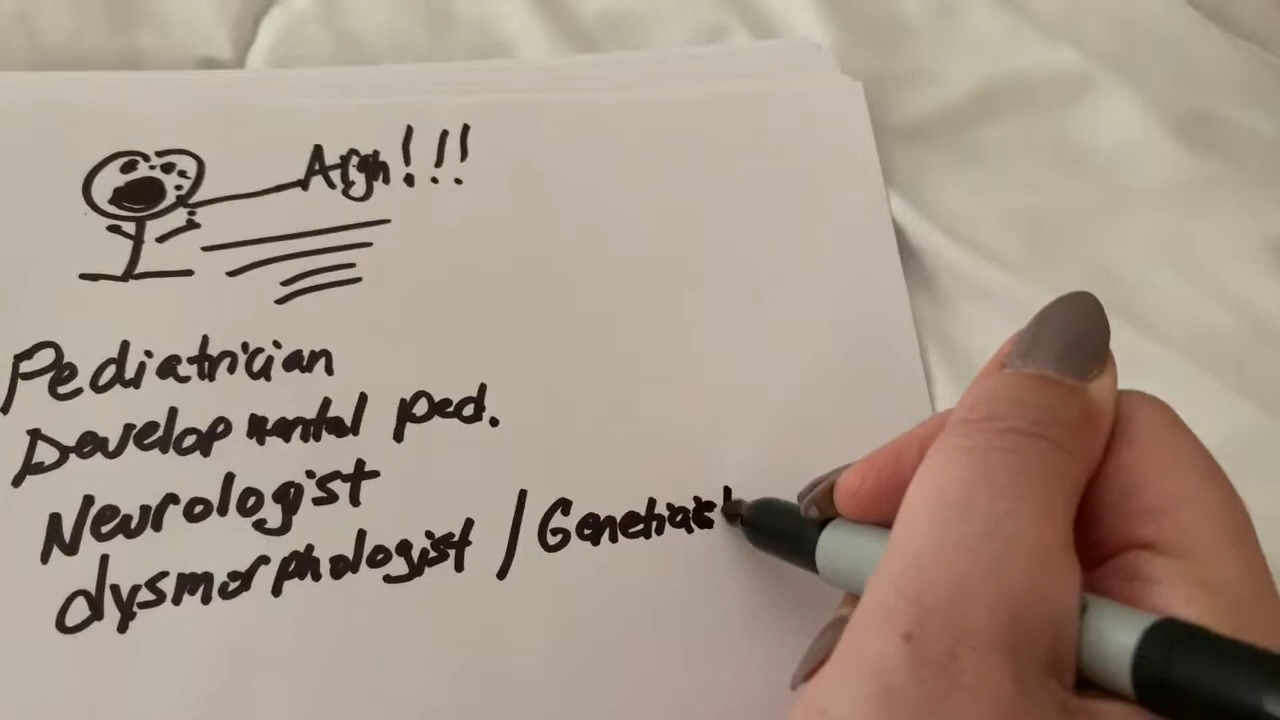 Argh!!!
Pediatrician
Developmental ped.
Neurologist
dysmorphologist / Geneticist